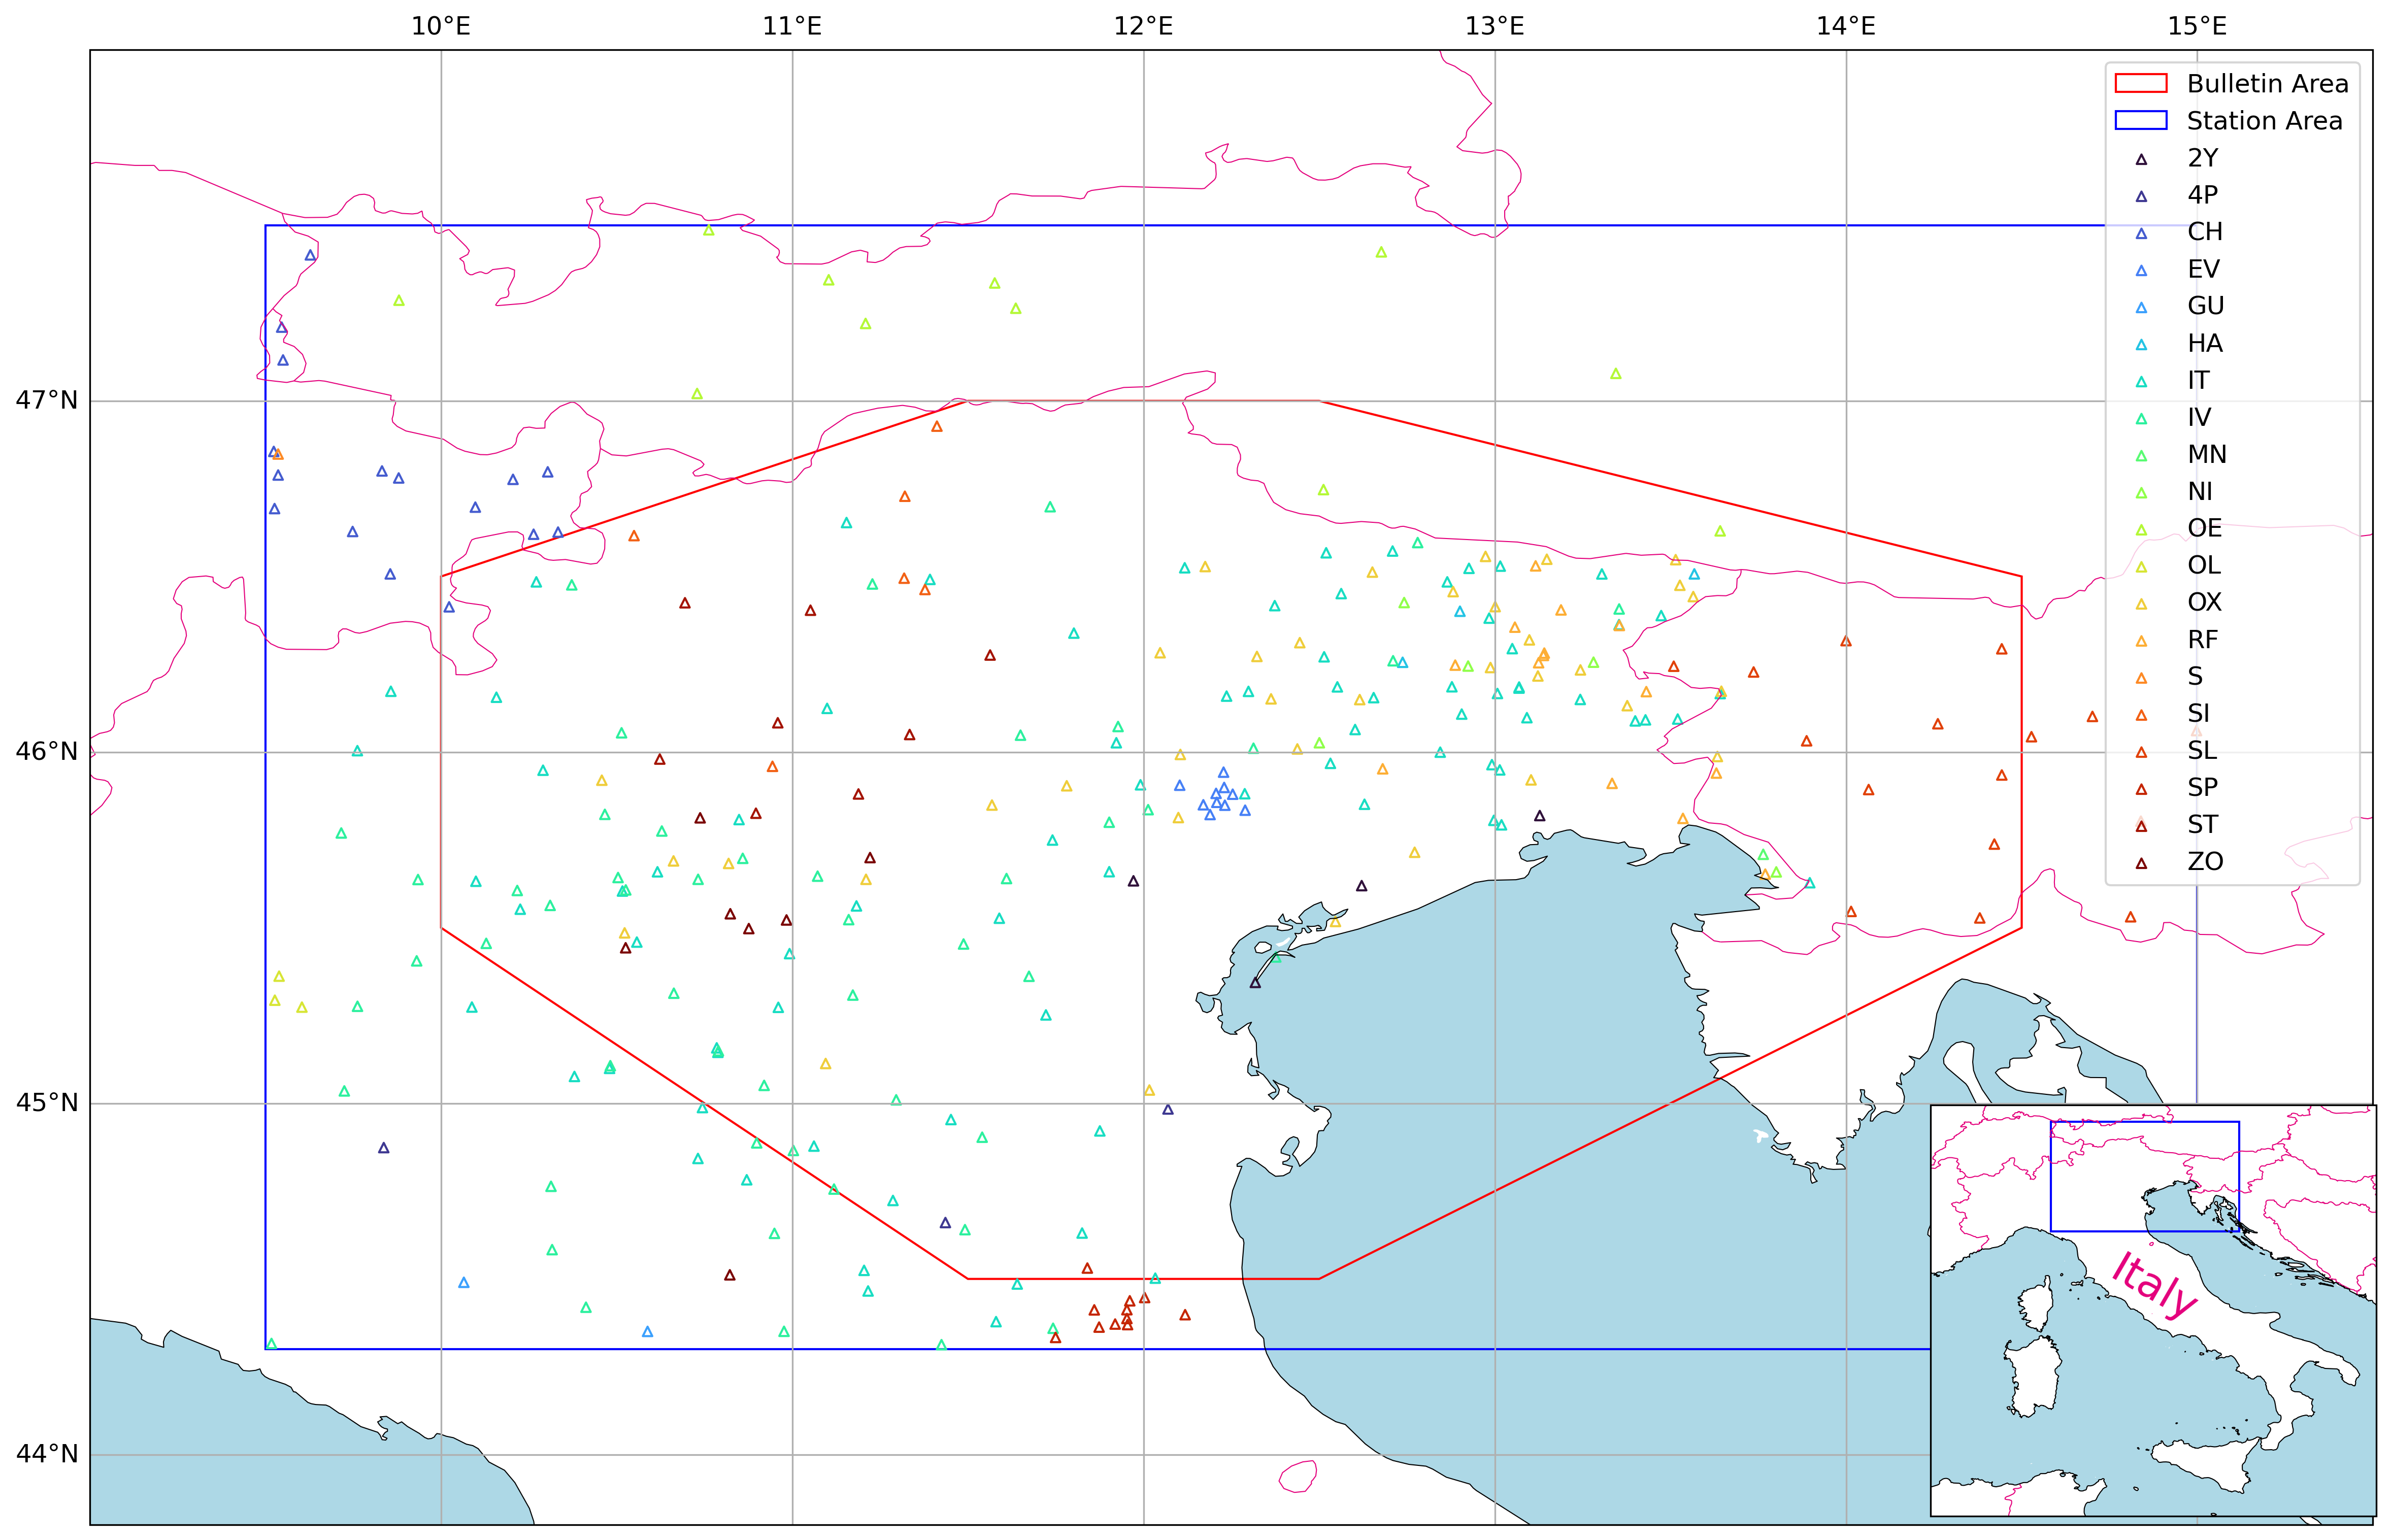 10°E 11°E 12°E 13°E 14°E 15°E
Bulletin Area
Station Area
2Y
4P
CH
EV
GU
HA
IT
47°N
IV
MN
NI
OE
OL
OX
RF
S
SI
46°N
SL
SP
ST
ZO
45°N
Italy
44°N